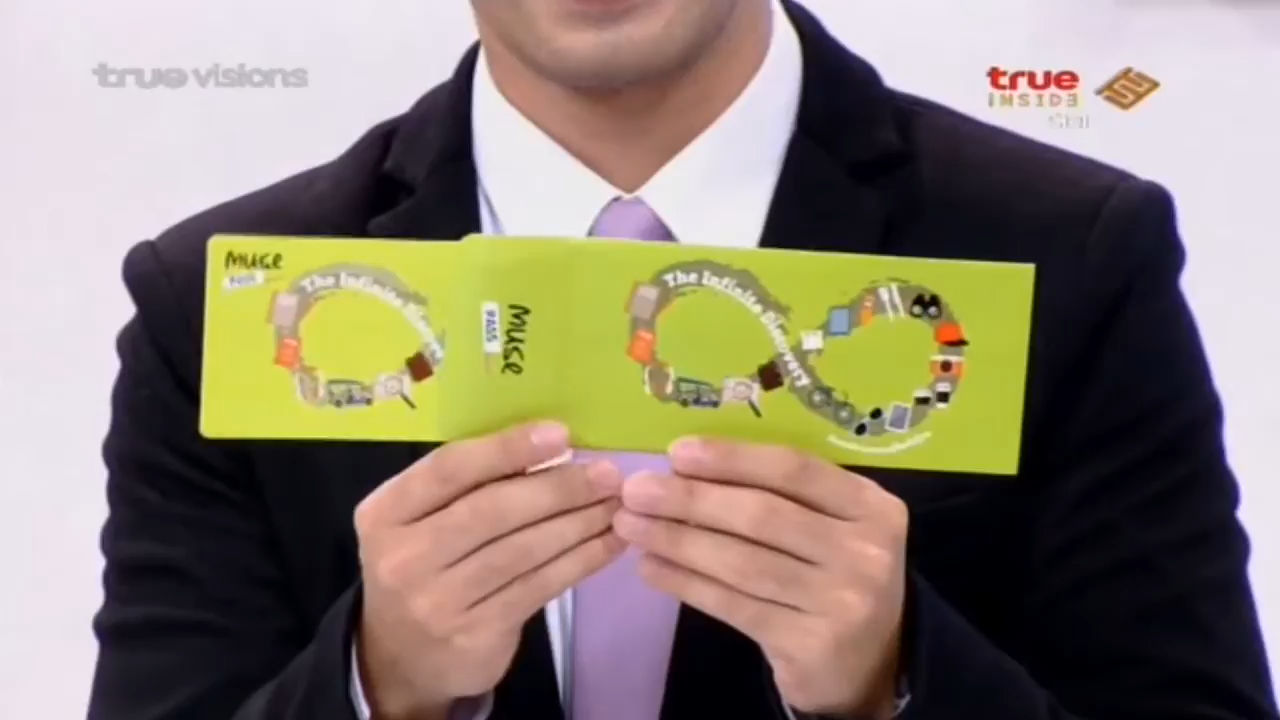 true visions
true
INSIDE
MUSE
PASS
The Infinite Discovery
MUSE
PASS
The Infinite Discovery